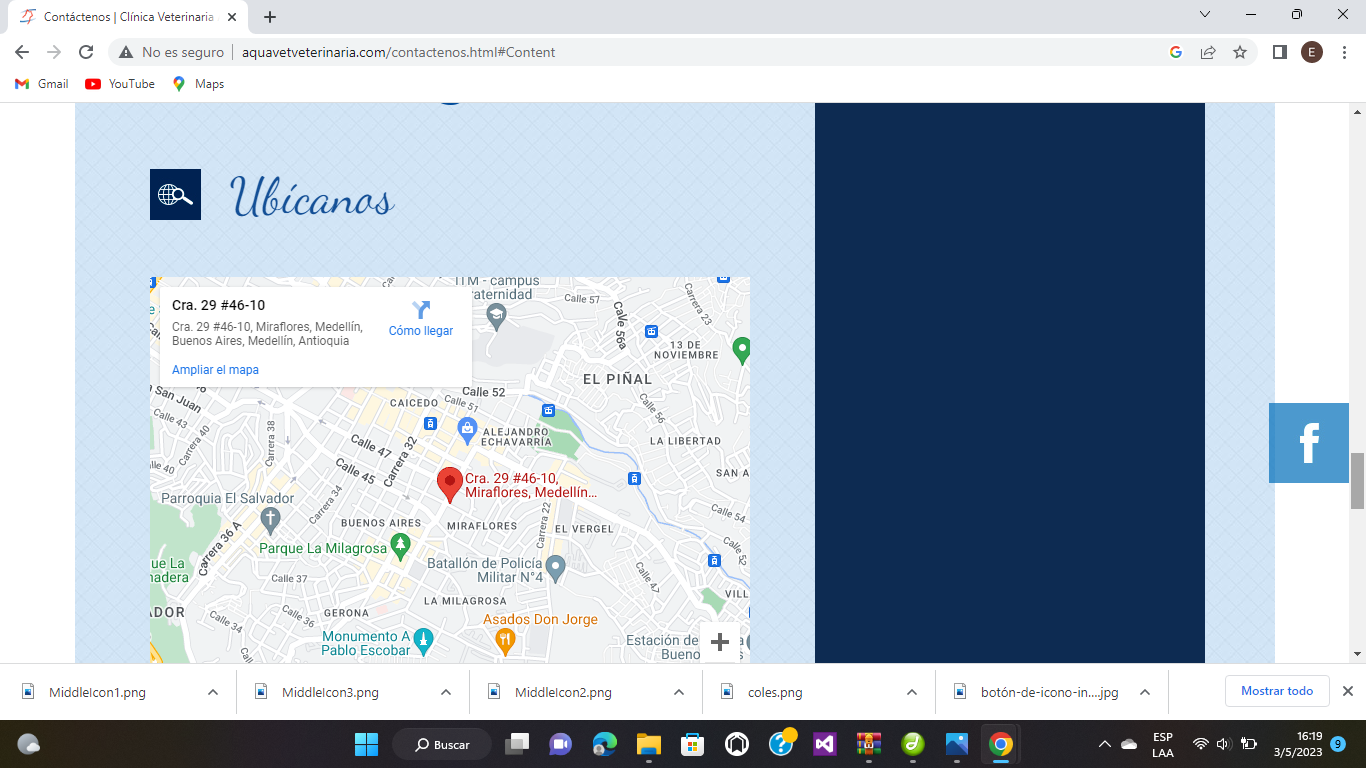 Contáctenos | Clínica Veterinaria
No es seguro
aquavetveterinaria.com/contactenos.html#Content
E
Gmail
YouTube
Maps
Ubícanos
Cra. 29 #46-10
Cra. 29 #46-10, Miraflores, Medellín,
Buenos Aires, Medellín, Antioquia
Cómo llegar
Ampliar el mapa
ITM - campus
Calle 57
Calle 56a
Carrera 23
13 DE
NOVIEMBRE
EL PIÑAL
San Juan
Calle 52
CAICEDO
Calle 51
Calle 43
Carrera 40
Carrera 38
Calle 47
Carrera 32
ALEJANDRO
ECHAVARRÍA
Calle 56
LA LIBERTAD
Calle 45
Cra. 29 #46-10,
Miraflores, Medellín...
SAN A
Parroquia El Salvador
Carrera 34
BUENOS AIRES
MIRAFLORES
Carrera 22
EL VERGEL
Calle 54
Carrera 36 A
Parque La Milagrosa
Batallón de Policía
Militar N°4
Calle 52
que La
nadera
Calle 37
Calle 47
LA MILAGROSA
VILL
ADOR
Calle 34
Calle 36
GERONA
Asados Don Jorge
Monumento A
Pablo Escobar
Estación de
Bueno
+
f
MiddleIcon1.png
MiddleIcon3.png
MiddleIcon2.png
coles.png
botón-de-icono-in....jpg
Mostrar todo
Buscar
ESP
LAA
16:19
3/5/2023
9